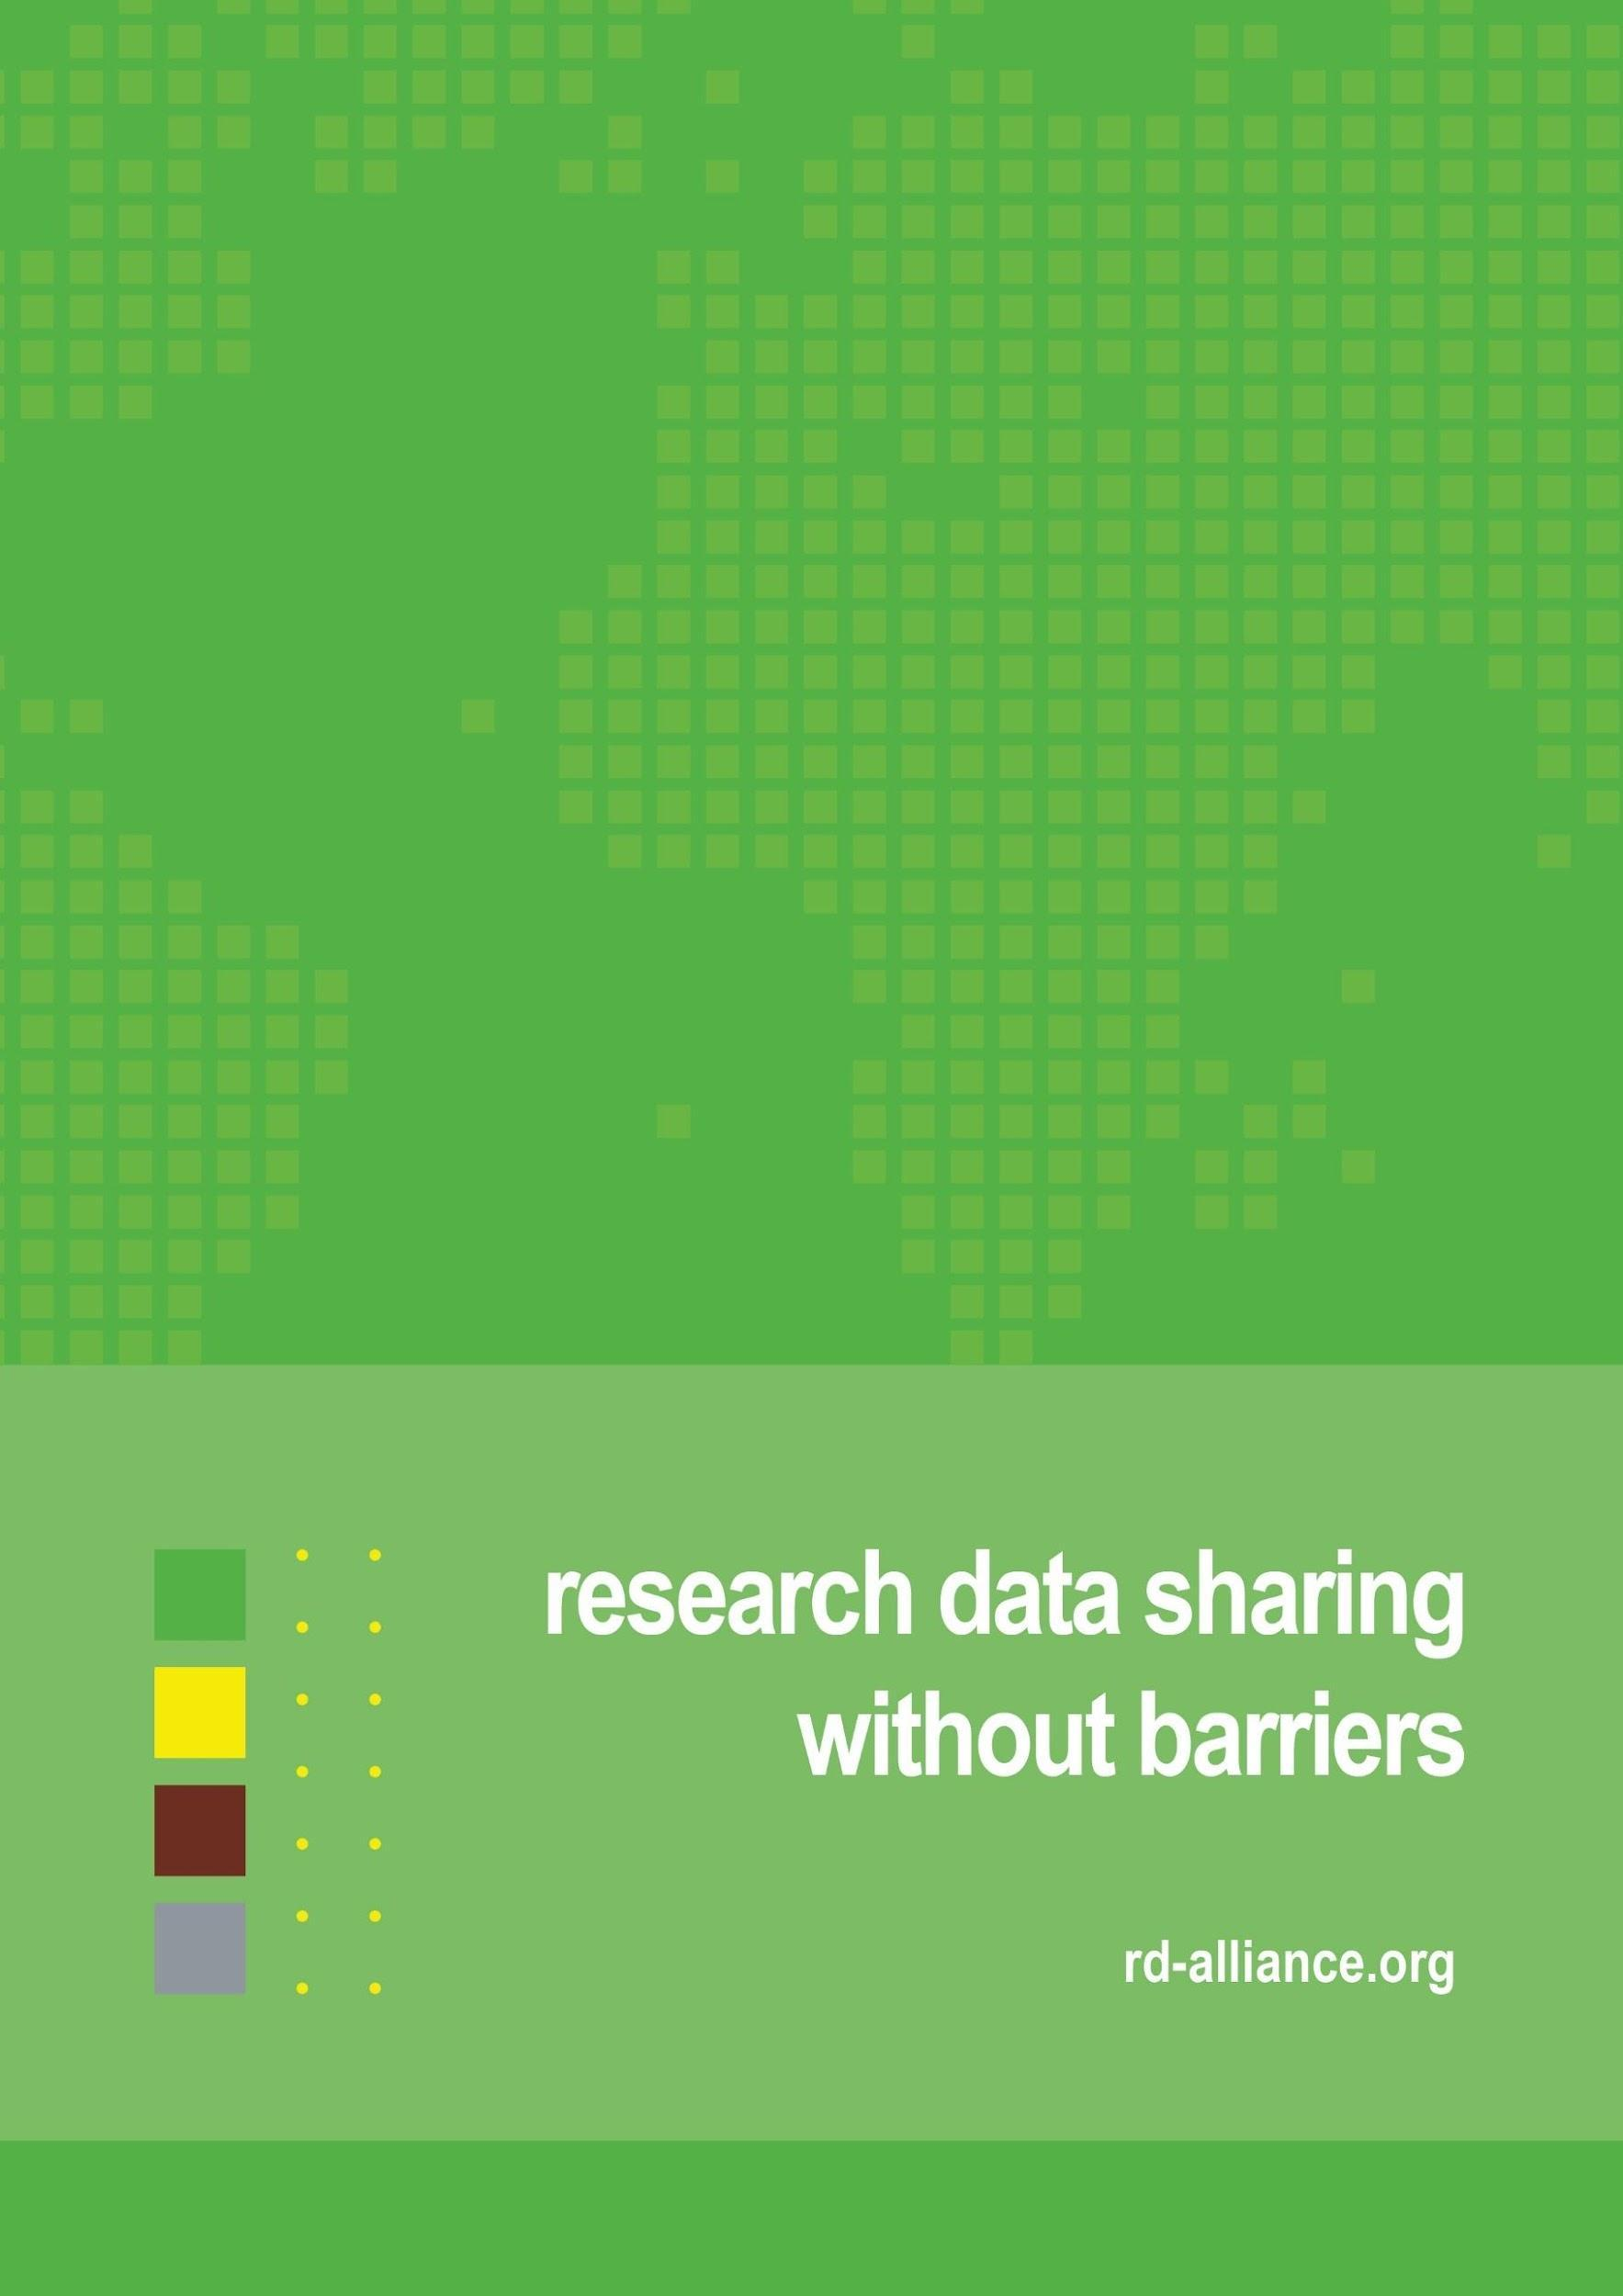 research data sharing
without barriers
rd-alliance.org